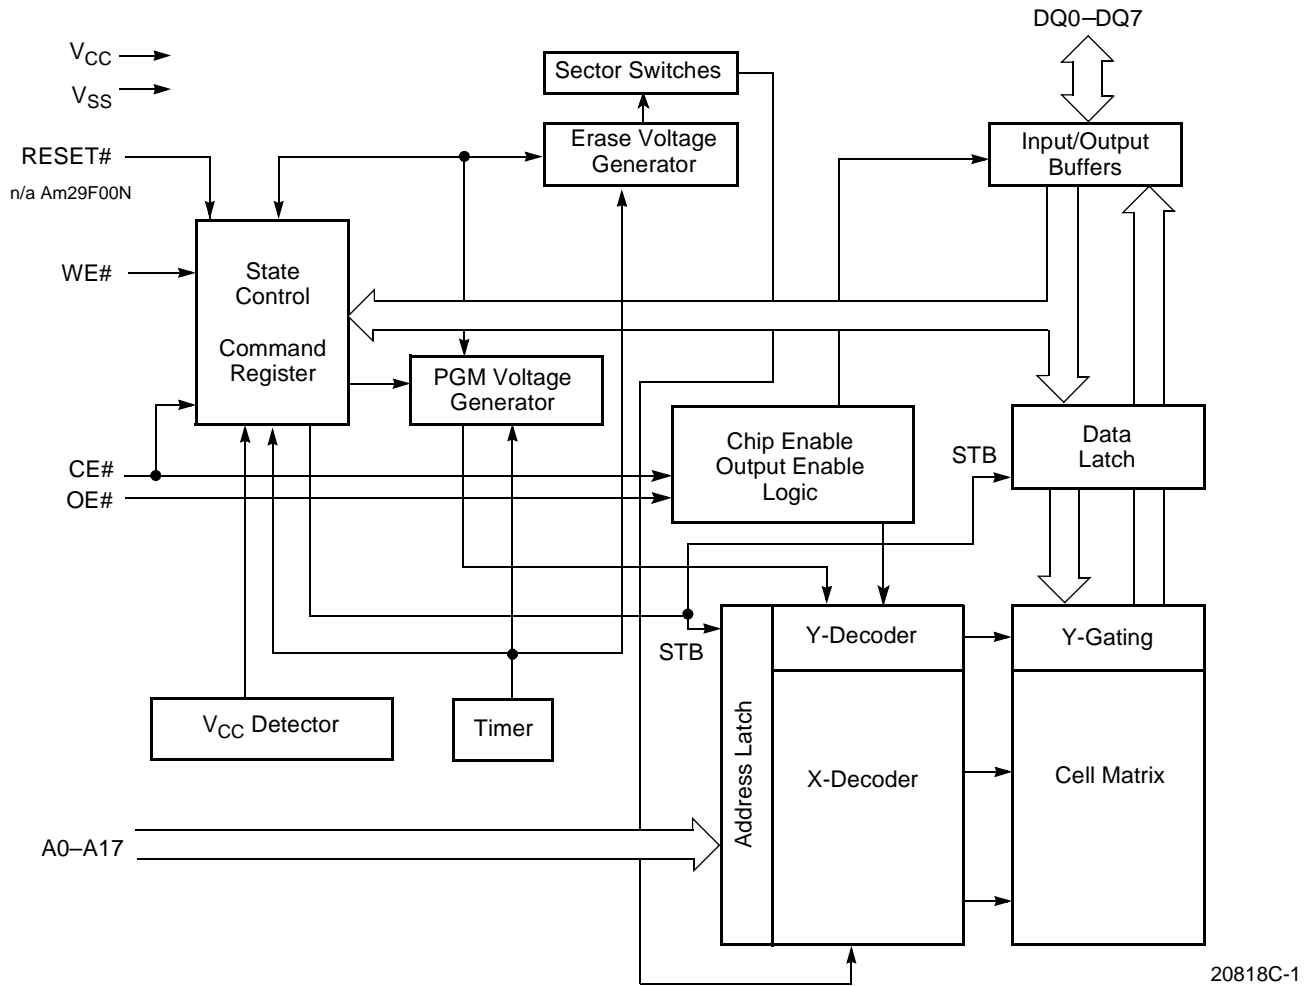 DQ0–DQ7
VCC
VSS
Sector Switches
Erase Voltage
Generator
Input/Output
Buffers
RESET#
n/a Am29F00N
WE#
State
Control
Command
Register
PGM Voltage
Generator
Chip Enable
Output Enable
Logic
STB
Data
Latch
CE#
OE#
STB
Y-Decoder
Y-Gating
VCC Detector
Timer
Address Latch
X-Decoder
Cell Matrix
A0–A17
20818C-1